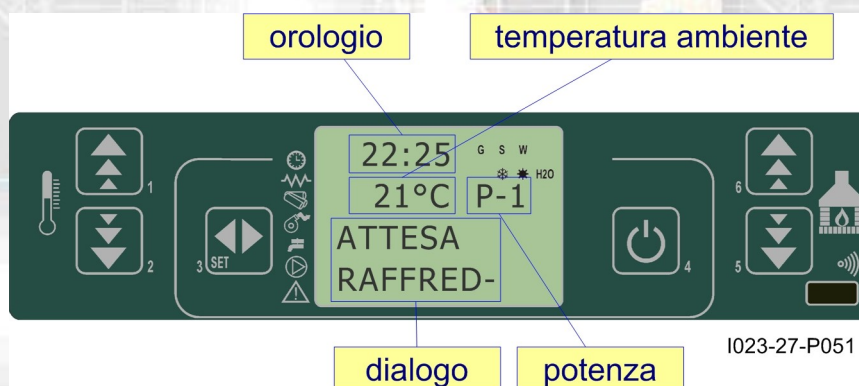 orologio temperatura ambiente
22:25 G S W
H2O
21°C P-1
1 6
ATTESA
RAFFRED-
2 3 SET 4 5
I023-27-P051
dialogo potenza